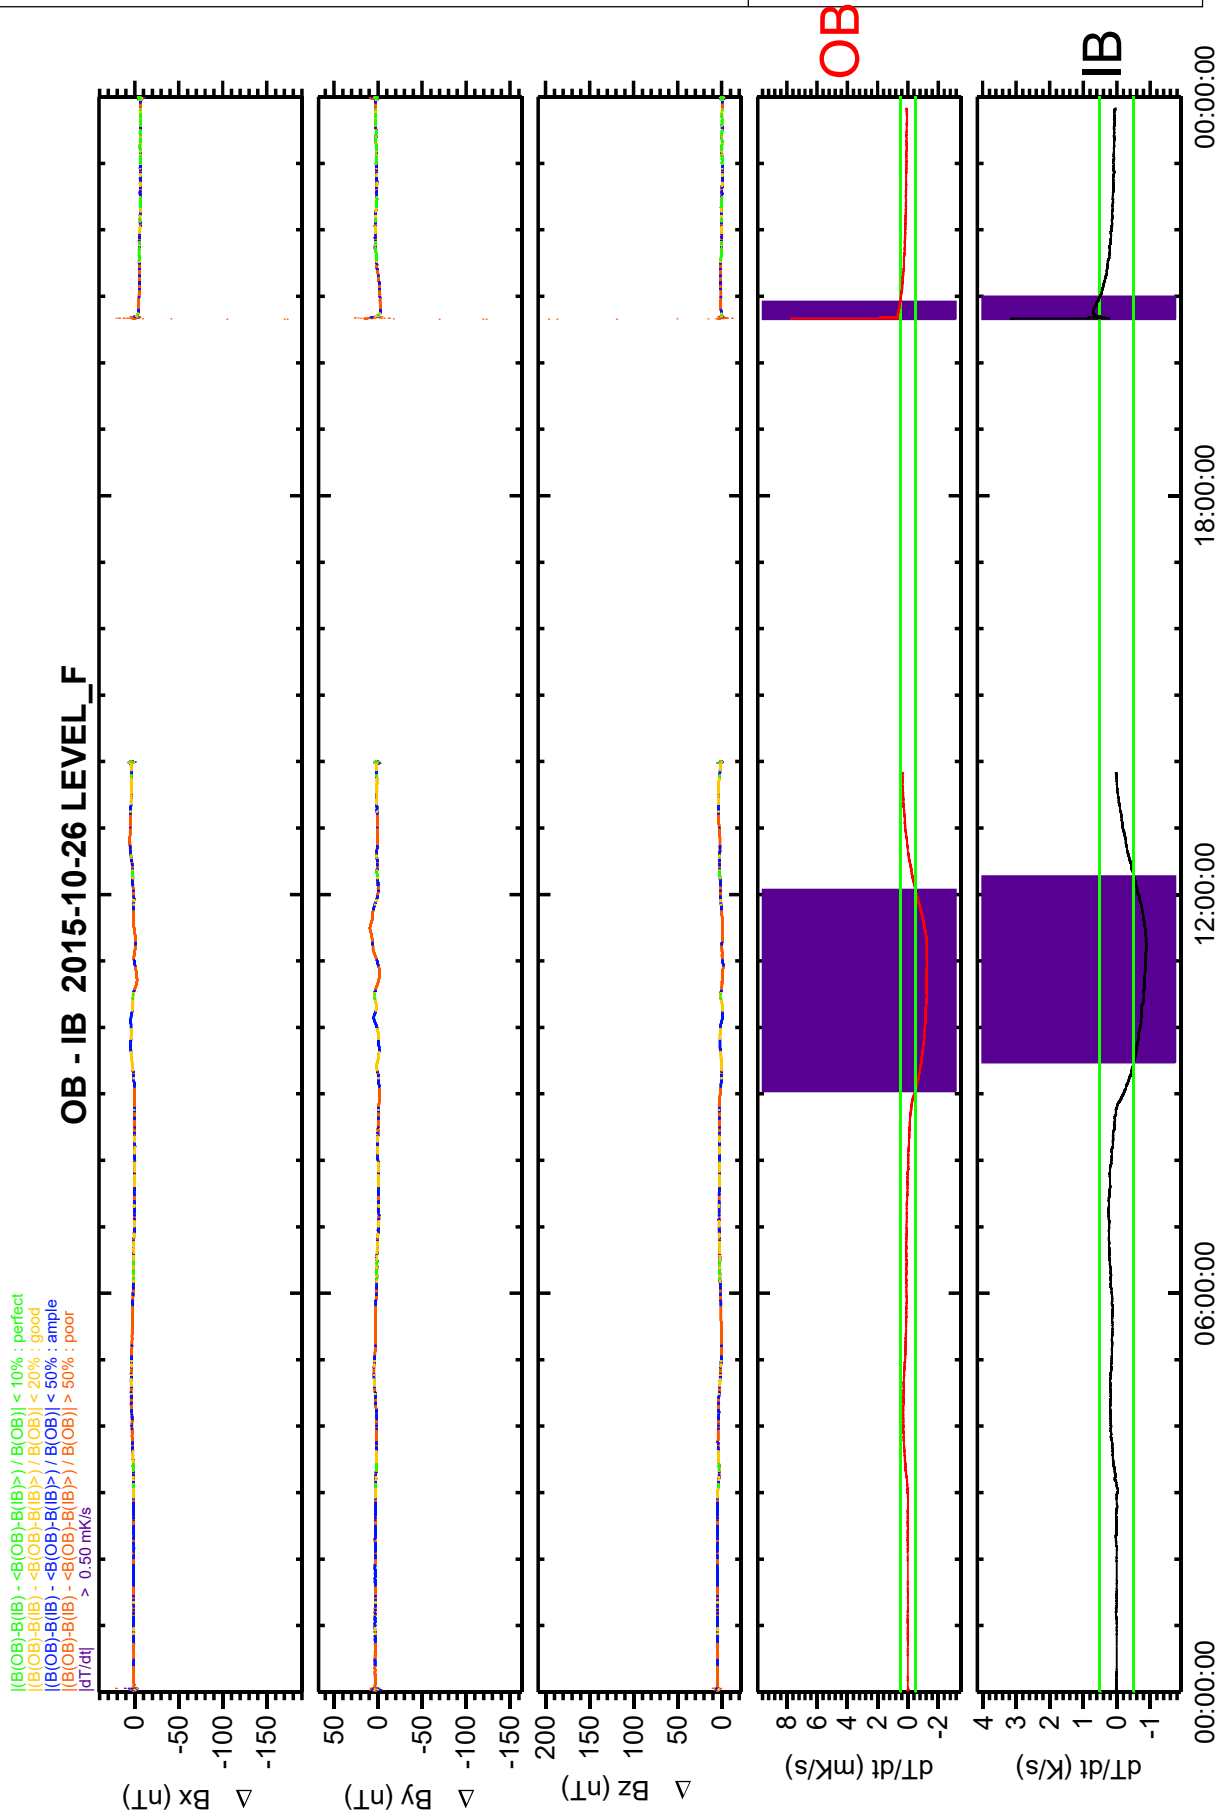 |(B(OB)-B(IB) - <B(OB)-B(IB)>) / B(OB)| < 10% : perfect
|(B(OB)-B(IB) - <B(OB)-B(IB)>) / B(OB)| < 20% : good
|(B(OB)-B(IB) - <B(OB)-B(IB)>) / B(OB)| < 50% : ample
|(B(OB)-B(IB) - <B(OB)-B(IB)>) / B(OB)| > 50% : poor
|dT/dt| > 0.50 mK/s
OB - IB 2015-10-26 LEVEL_F
Δ Bx (nT)
0
-50
-100
-150
Δ By (nT)
50
0
-50
-100
-150
Δ Bz (nT)
200
150
100
50
0
dT/dt (mK/s)
8
6
4
2
0
-2
OB
dT/dt (K/s)
4
3
2
1
0
-1
IB
00:00:00
06:00:00
12:00:00
18:00:00
00:00:00